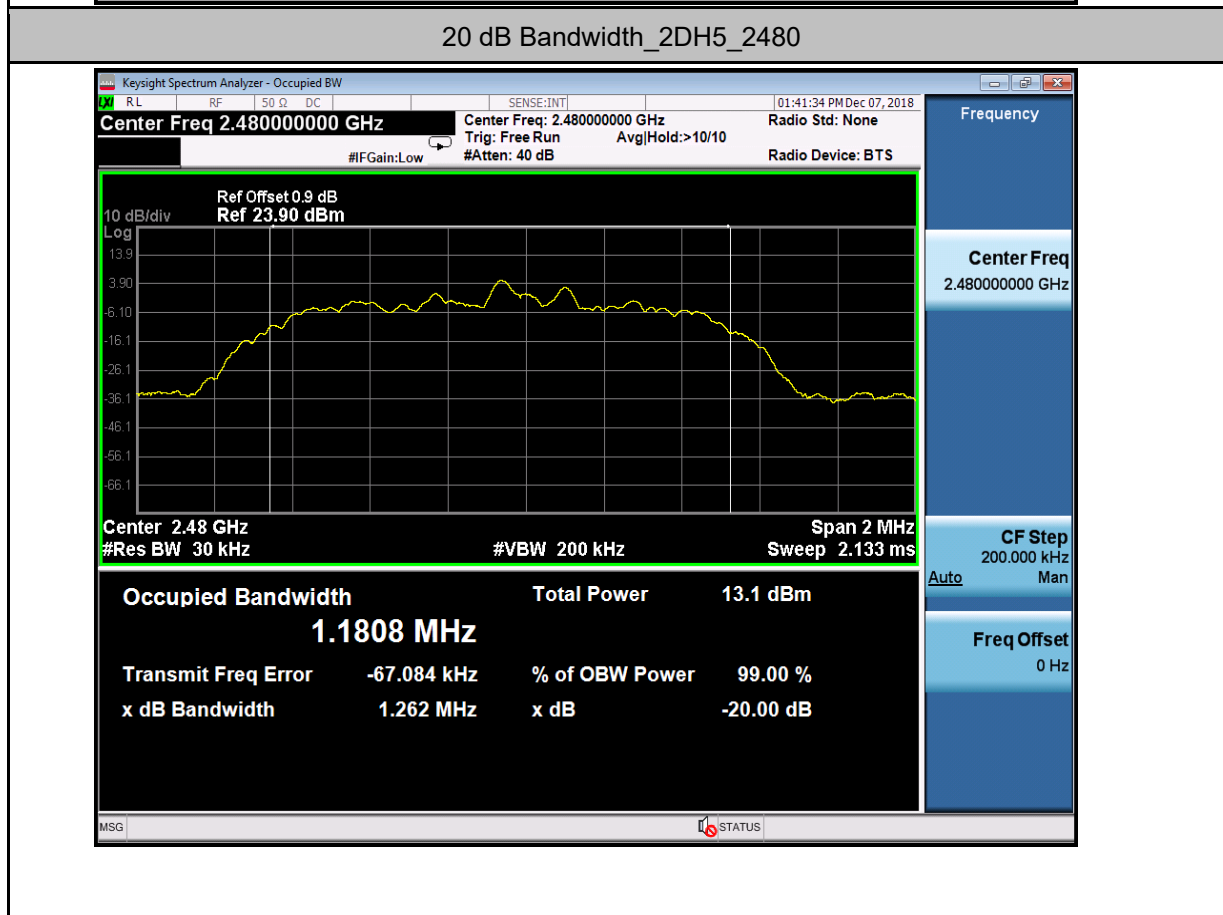 20 dB Bandwidth_2DH5_2480
Keysight Spectrum Analyzer - Occupied BW
LXI RL RF 50 Ω DC SENSE:INT 01:41:34 PM Dec 07, 2018
Center Freq 2.480000000 GHz Center Freq: 2.480000000 GHz Radio Std: None
Trig: Free Run Avg|Hold:>10/10
#IFGain:Low #Atten: 40 dB Radio Device: BTS
Ref Offset 0.9 dB
10 dB/div Ref 23.90 dBm
Log
13.9
3.90
-6.10
-16.1
-26.1
-36.1
-46.1
-56.1
-66.1
Center 2.48 GHz Span 2 MHz
#Res BW 30 kHz #VBW 200 kHz Sweep 2.133 ms
Occupied Bandwidth Total Power 13.1 dBm
1.1808 MHz
Transmit Freq Error -67.084 kHz % of OBW Power 99.00 %
x dB Bandwidth 1.262 MHz x dB -20.00 dB
Frequency
Center Freq
2.480000000 GHz
CF Step
200.000 kHz
Auto Man
Freq Offset
0 Hz
MSG STATUS